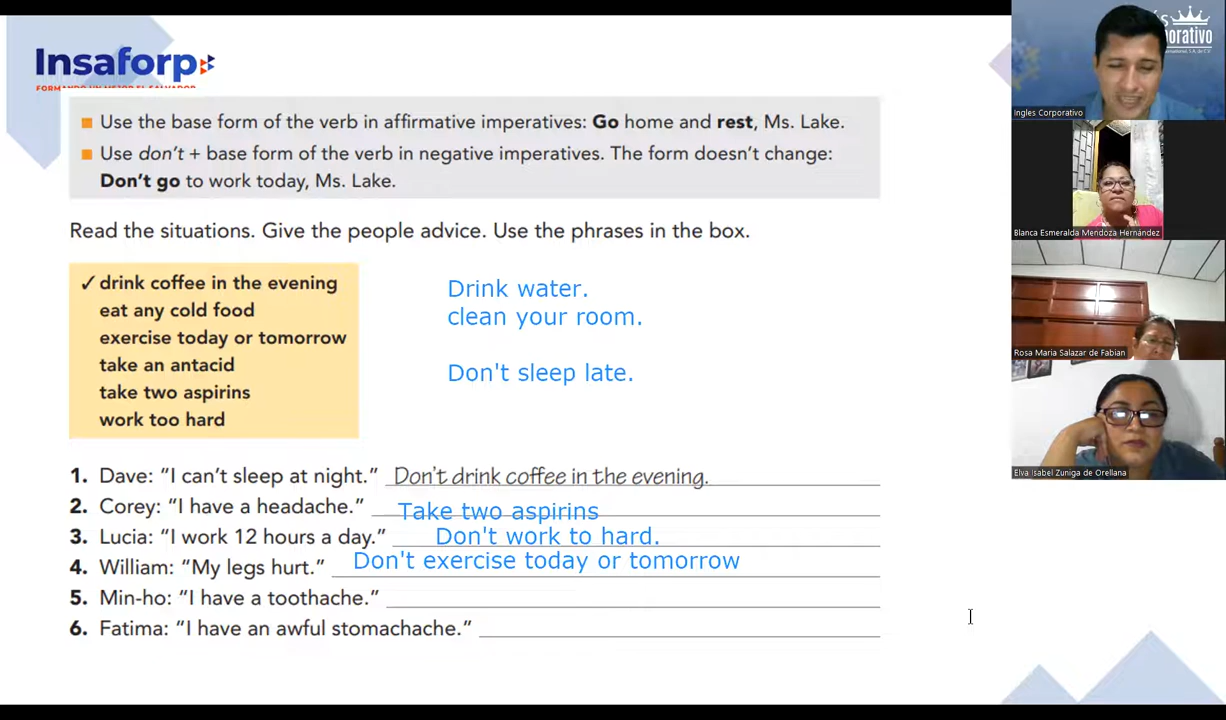 Insaforp
FORMANDO UN MEJOR EL SALVADOR
■ Use the base form of the verb in affirmative imperatives: Go home and rest, Ms. Lake.
■ Use don't + base form of the verb in negative imperatives. The form doesn't change:
Don't go to work today, Ms. Lake.
Read the situations. Give the people advice. Use the phrases in the box.
✓ drink coffee in the evening
eat any cold food
exercise today or tomorrow
take an antacid
take two aspirins
work too hard
Drink water.
clean your room.
Don't sleep late.
1. Dave: "I can't sleep at night." Don't drink coffee in the evening.
2. Corey: "I have a headache." Take two aspirins
3. Lucia: "I work 12 hours a day." Don't work to hard.
4. William: "My legs hurt." Don't exercise today or tomorrow
5. Min-ho: "I have a toothache."
6. Fatima: "I have an awful stomachache."
Ingles Corporativo
Blanca Esmeralda Mendoza Hernández
Rosa Maria Salazar de Fabian
Elva Isabel Zuniga de Orellana